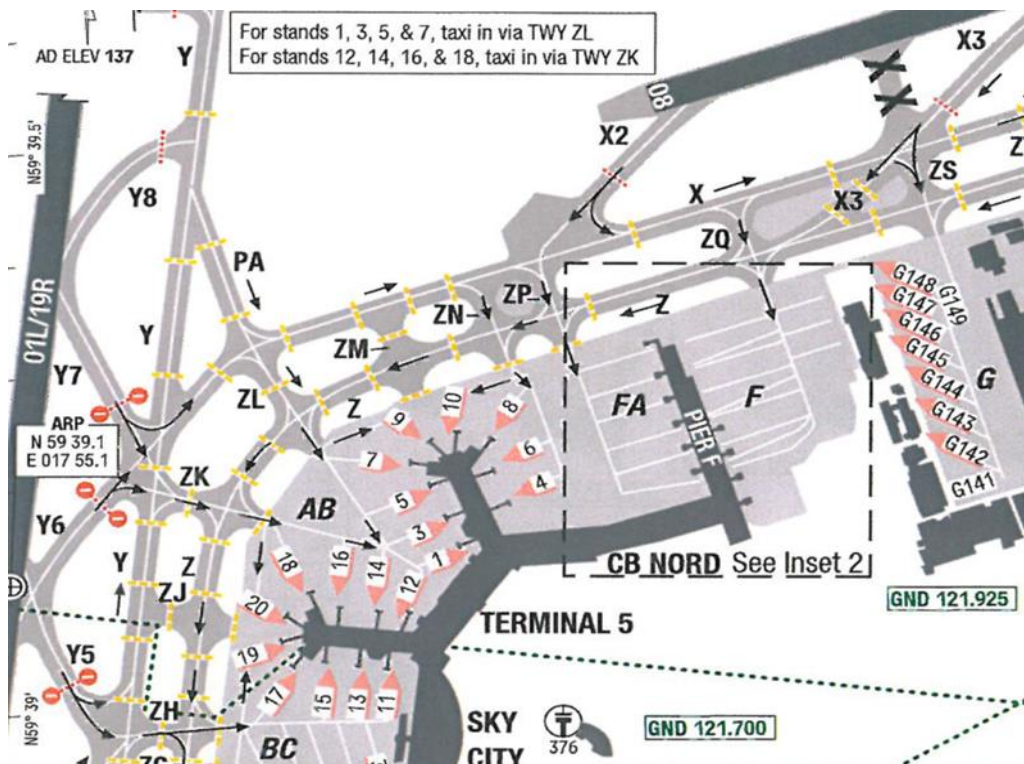 For stands 1, 3, 5, & 7, taxi in via TWY ZL
For stands 12, 14, 16, & 18, taxi in via TWY ZK
AD ELEV 137
Y
X3
08
X2
N59° 39.5'
Z
ZS
Y8
X
X3
ZQ
PA
G148
G149
G147
ZP
Z
ZN
G146
01L/19R
Y
ZM
G145
Y7
ZL
Z
10
9
8
FA
F
PIER F
G144
G
G143
ARP
N 59 39.1
E 017 55.1
7
6
G142
ZK
5
4
G141
Y6
AB
3
1
Y
Z
18
16
14
12
CB NORD See Inset 2
ZJ
20
GND 121.925
TERMINAL 5
Y5
19
17
15
13
11
N59° 39'
ZH
SKY
CITY
376
GND 121.700
BC
ZG